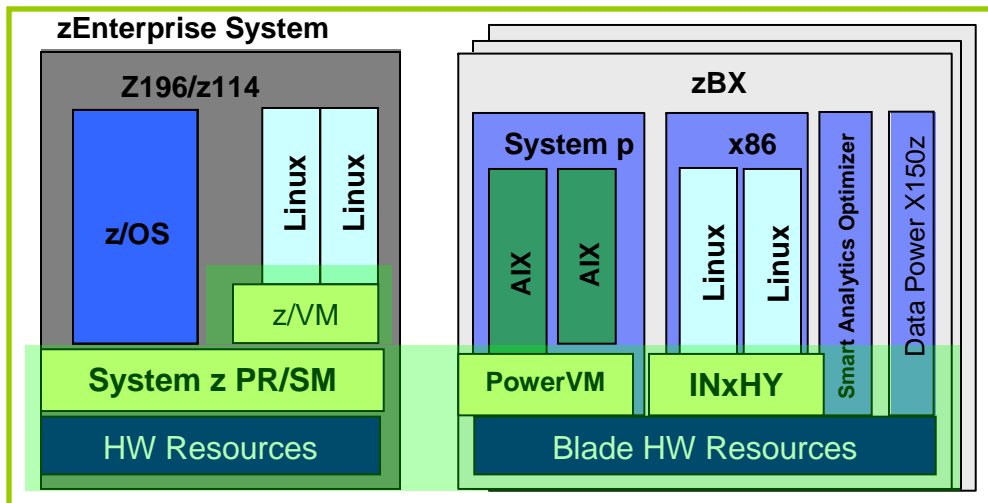 zEnterprise System
Z196/z114
z/OS
Linux
Linux
z/VM
System z PR/SM
HW Resources
zBX
System p
AIX
AIX
PowerVM
x86
Linux
Linux
INxHY
Smart Analytics Optimizer
Data Power X150z
Blade HW Resources